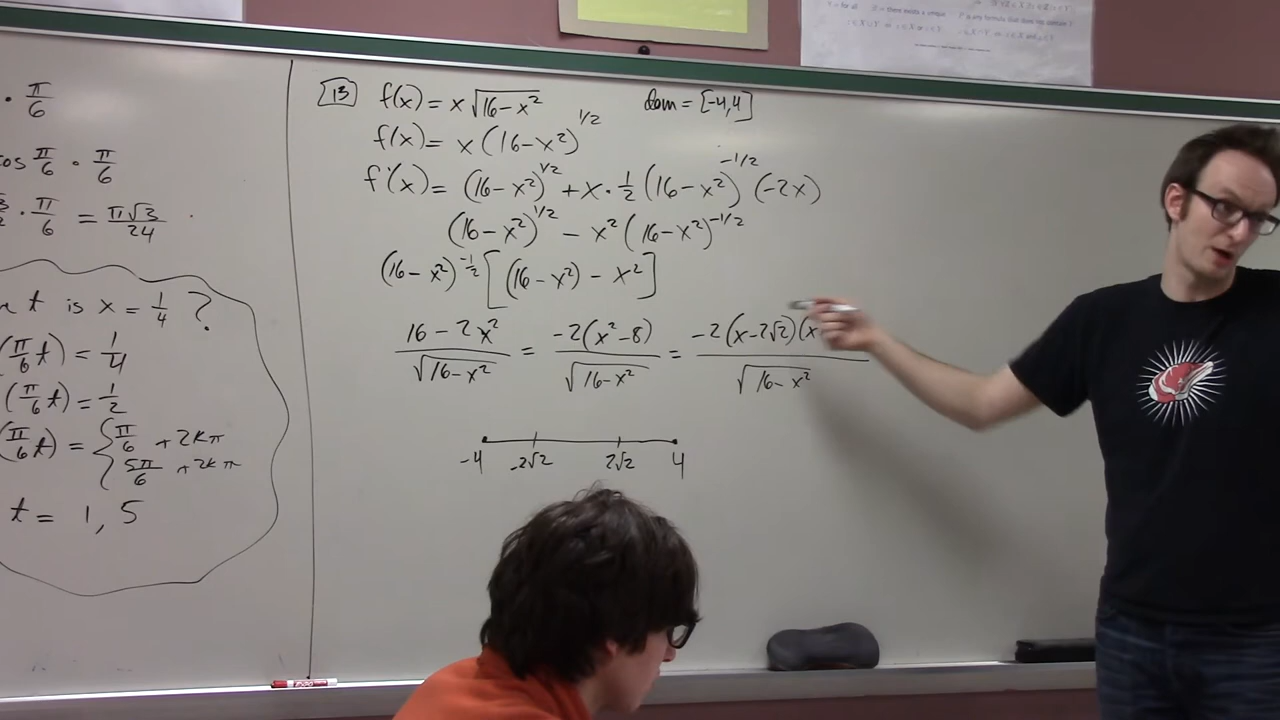 · π/6
cos π/6 · π/6
· π/6 = π√3/24
t is x = 1/4 ?
(π/6 t) = 1/4
(π/6 t) = 1/2
(π/6 t) = { π/6 + 2kπ
5π/6 + 2kπ
t = 1, 5
13 f(x) = x √(16-x²) dom = [-4,4]
f(x) = x (16-x²)^1/2
f'(x) = (16-x²)^1/2 + x · 1/2 (16-x²)^-1/2 (-2x)
(16-x²)^1/2 - x² (16-x²)^-1/2
(16-x²)^-1/2 [(16-x²) - x²]
16-2x²/√(16-x²) = -2(x²-8)/√(16-x²) = -2(x-2√2)(x/√(16-x²)
-4 -2√2 2√2 4